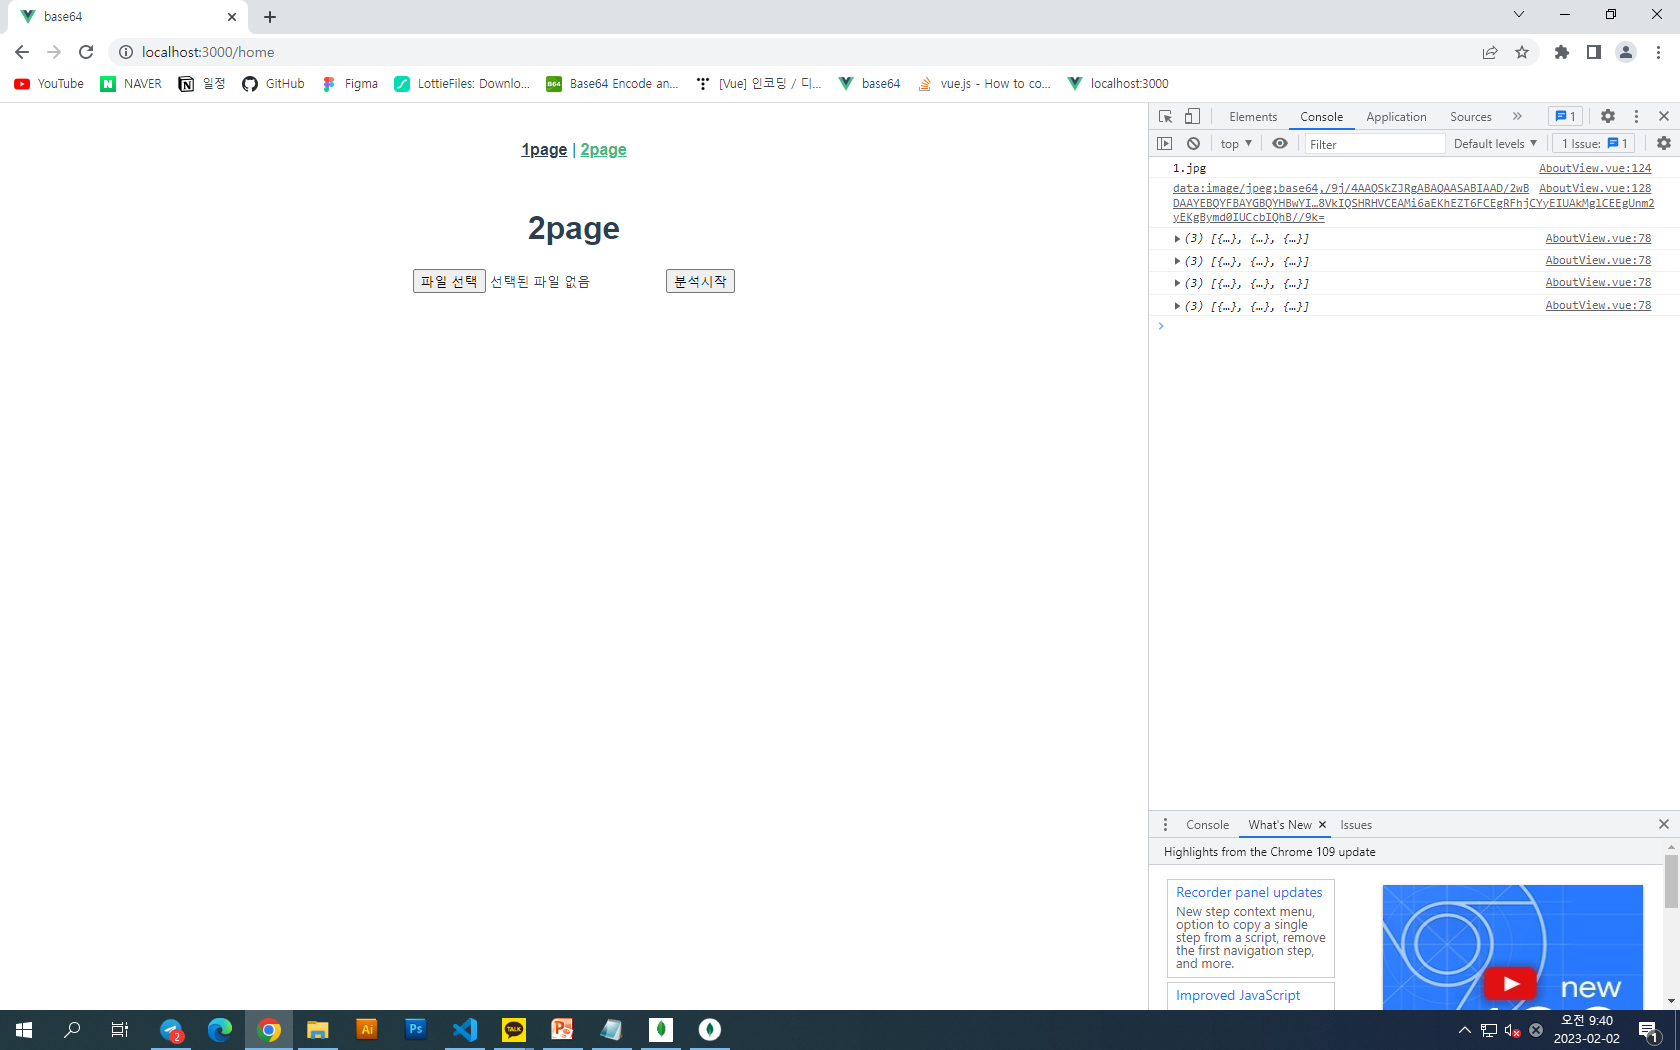 base64
localhost:3000/home
YouTube NAVER 일정 GitHub Figma LottieFiles: Downlo... B64 Base64 Encode an... [Vue] 인코딩 / 디... base64 vue.js - How to co... localhost:3000
Elements Console Application Sources » 1
top Filter Default levels 1 Issue: 1
1page | 2page
2page
파일 선택 선택된 파일 없음 분석시작
1.jpg AboutView.vue:124
data:image/jpeg;base64,/9j/4AAQSkZJRgABAQAASABIAAD/2wB AboutView.vue:128
DAAYEBQYFBAYGBQYHBwYI…8VkIQSHRHVCEAMi6aEKhEZT6FCEgRFhjCYyEIUAkMglCEEgUnm2
yEKgBymd0IUCcbIQhB//9k=
(3) [{…}, {…}, {…}] AboutView.vue:78
(3) [{…}, {…}, {…}] AboutView.vue:78
(3) [{…}, {…}, {…}] AboutView.vue:78
(3) [{…}, {…}, {…}] AboutView.vue:78
Console What's New Issues
Highlights from the Chrome 109 update
Recorder panel updates
New step context menu,
option to copy a single
step from a script, remove
the first navigation step,
and more.
Improved JavaScript
new
2 Ai Ps TALK
오전 9:40
2023-02-02
1